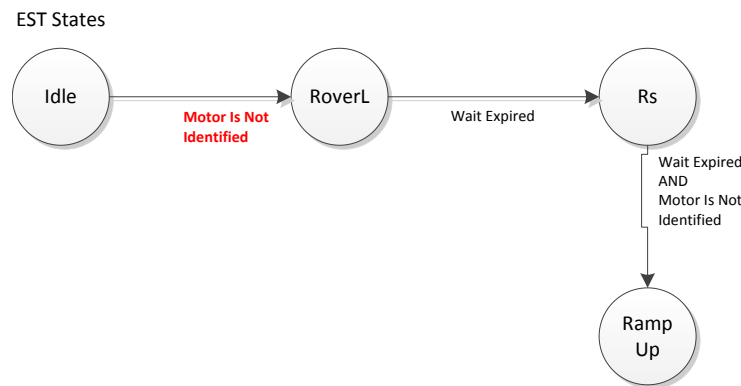 EST States
Idle
Motor Is Not
Identified
RoverL
Wait Expired
Rs
Wait Expired
AND
Motor Is Not
Identified
Ramp
Up